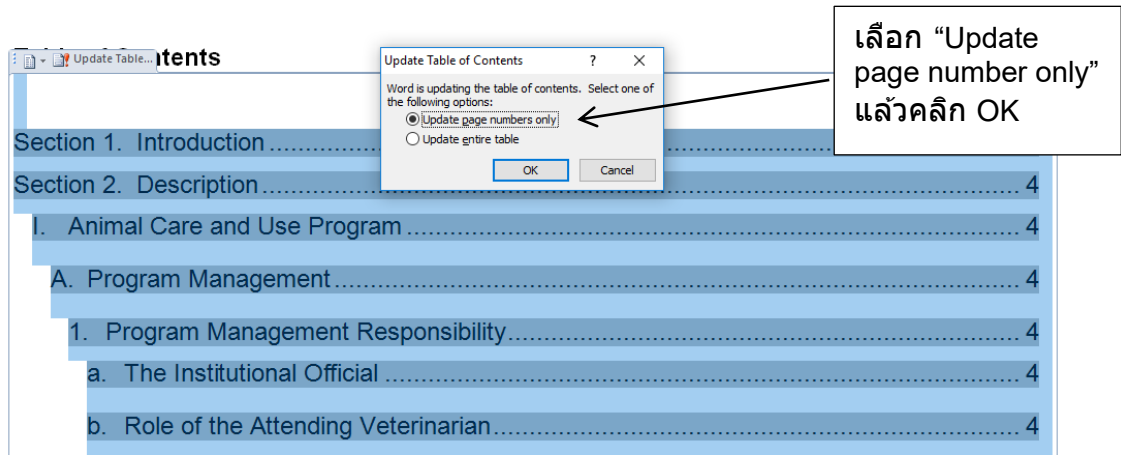 Update Table...
tents
Update Table of Contents ? ×
Word is updating the table of contents. Select one of
the following options:
Update page numbers only
Update entire table
OK Cancel
เลือก “Update
page number only”
แล้วคลิก OK
Section 1. Introduction
Section 2. Description 4
I. Animal Care and Use Program 4
A. Program Management 4
1. Program Management Responsibility 4
a. The Institutional Official 4
b. Role of the Attending Veterinarian 4